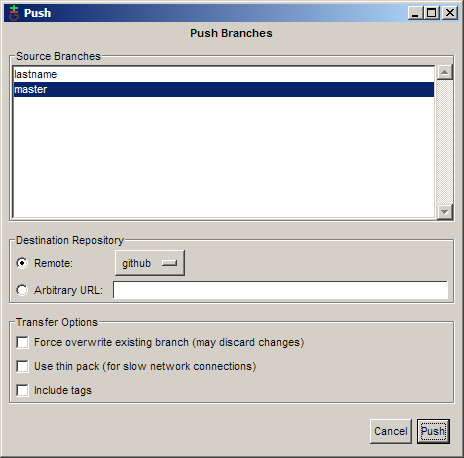 Push
Push Branches
Source Branches
lastname
master
Destination Repository
Remote: github
Arbitrary URL:
Transfer Options
Force overwrite existing branch (may discard changes)
Use thin pack (for slow network connections)
Include tags
Cancel Push